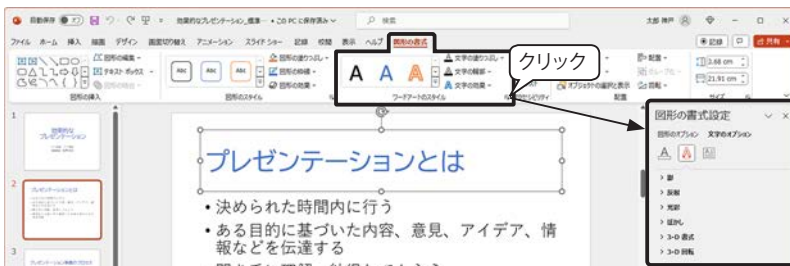 自動保存 オフ
効果的なプレゼンテーション_標準… • この PC に保存済み
検索
太郎 神戸
ファイル ホーム 挿入 描画 デザイン 画面切り替え アニメーション スライド ショー 記録 校閲 表示 ヘルプ 図形の書式
記録 共有
図形の編集 テキスト ボックス
図形の挿入
Abc Abc Abc
図形の塗りつぶし
図形の枠線
図形の効果
図形のスタイル
A A A
文字の塗りつぶし
文字の輪郭
文字の効果
ワードアートのスタイル
クリック
オブジェクトの選択と表示
配置
回転
配置
3.68 cm
21.91 cm
サイズ
図形の書式設定
図形のオプション 文字のオプション
影
反射
光彩
ぼかし
3-D 書式
3-D 回転
1
効果的な
プレゼンテーション
2
プレゼンテーションとは
3
プレゼンテーションとは
• 決められた時間内に行う
• ある目的に基づいた内容、意見、アイデア、情
報などを伝達する